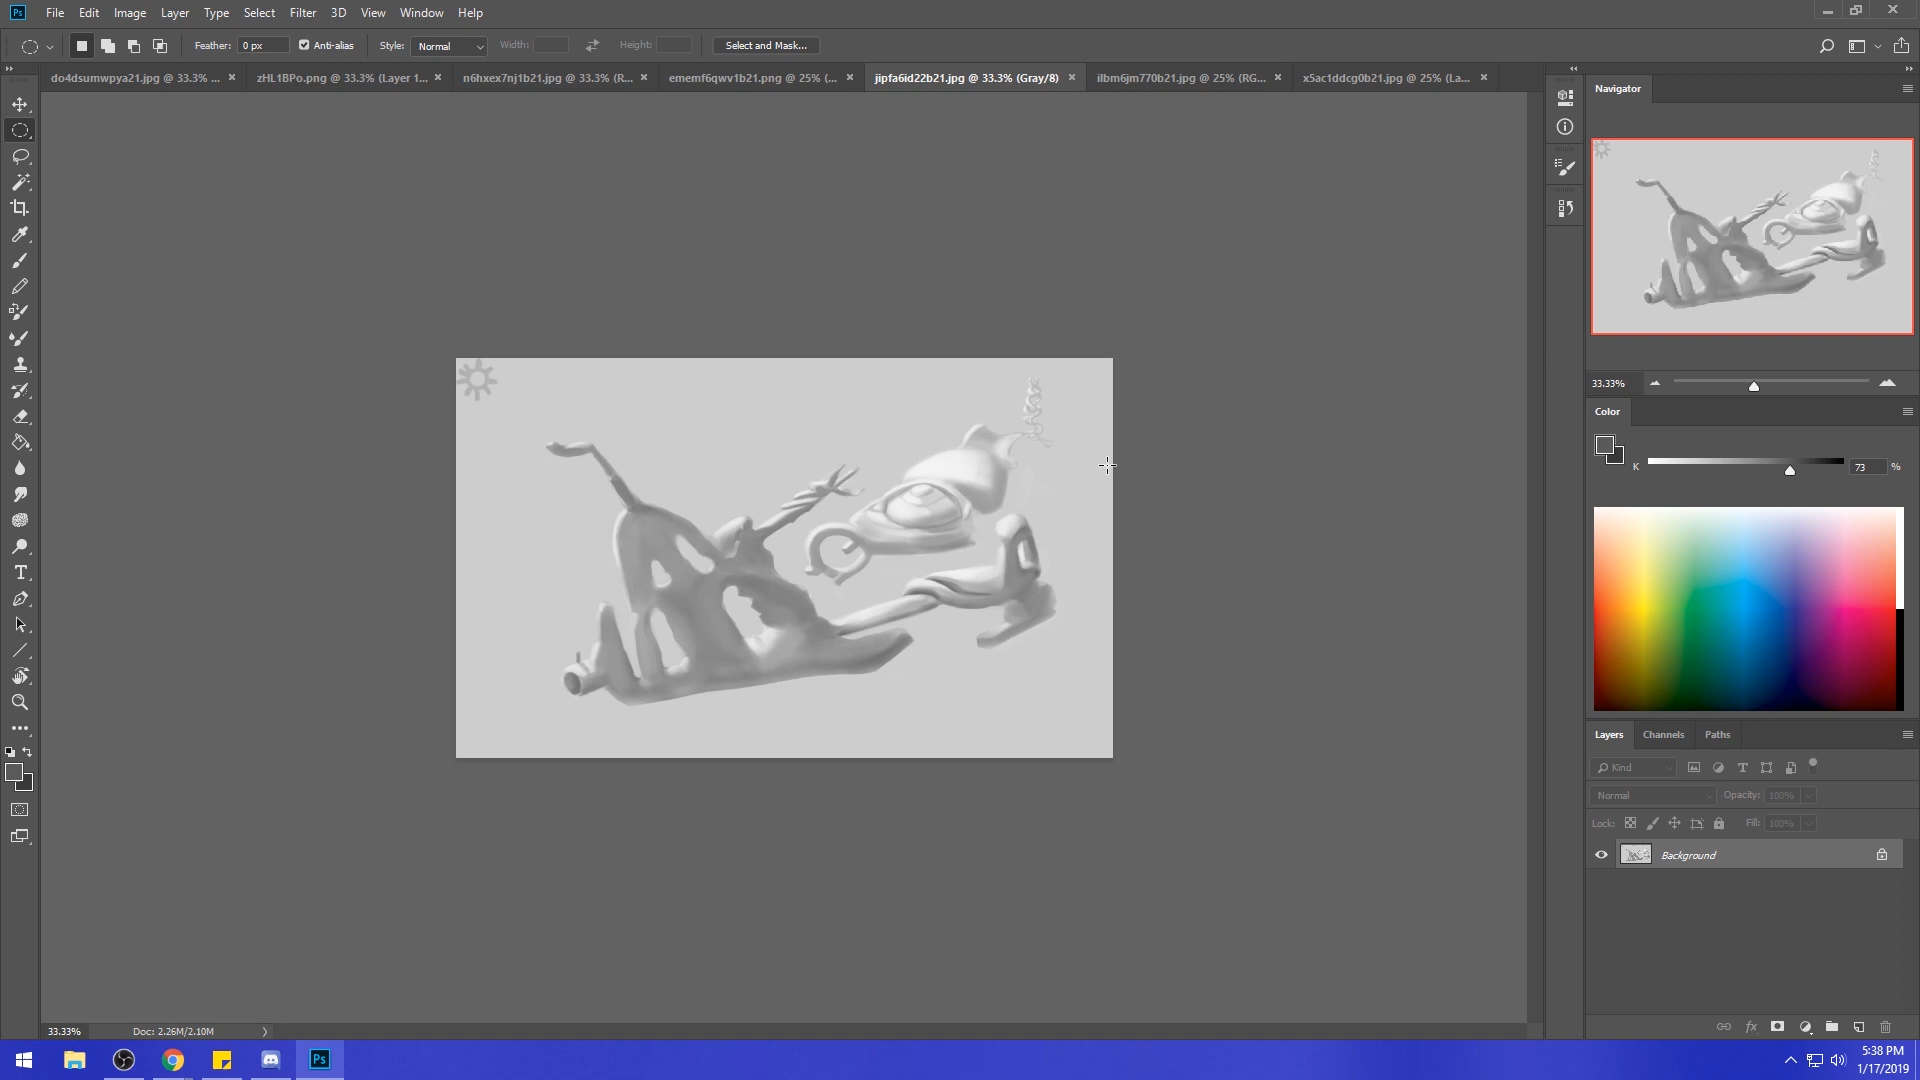 Ps File Edit Image Layer Type Select Filter 3D View Window Help
Feather: 0 px Anti-alias Style: Normal Width: Height: Select and Mask...
do4dsumwpya21.jpg @ 33.3% ... × zHL1BPo.png @ 33.3% (Layer 1... × n6hxex7nj1b21.jpg @ 33.3% (R... × ememf6qwv1b21.png @ 25% (... × jipfa6id22b21.jpg @ 33.3% (Gray/8) × ilbm6jm770b21.jpg @ 25% (RG... × x5ac1ddcg0b21.jpg @ 25% (La... ×
Navigator
33.33%
Color
K 73 %
Layers Channels Paths
Kind
Normal Opacity: 100%
Lock: Fill: 100%
Background
fx
33.33% Doc: 2.26M/2.10M
Ps
5:38 PM
1/17/2019